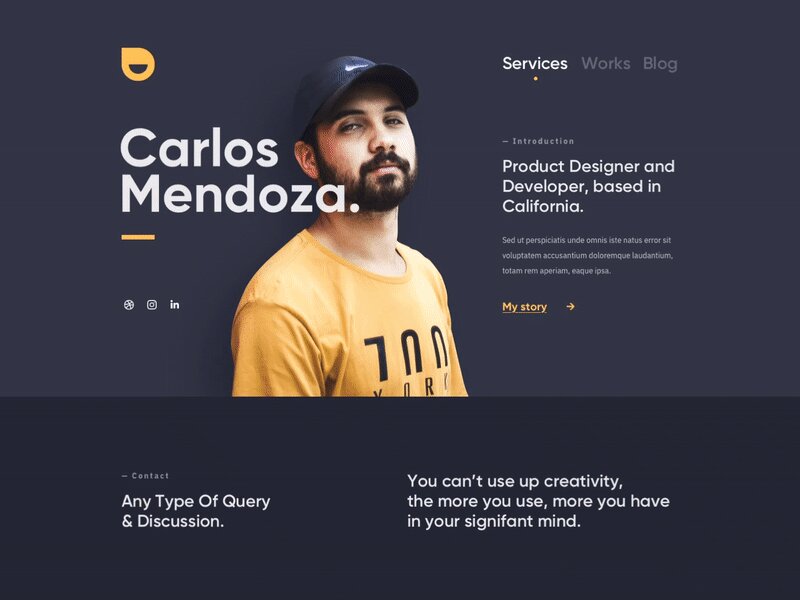 Services Works Blog
Carlos
Mendoza.
— Introduction
Product Designer and
Developer, based in
California.
Sed ut perspiciatis unde omnis iste natus error sit
voluptatem accusantium doloremque laudantium,
totam rem aperiam, eaque ipsa.
My story
in
— Contact
Any Type Of Query
& Discussion.
You can't use up creativity,
the more you use, more you have
in your signifant mind.